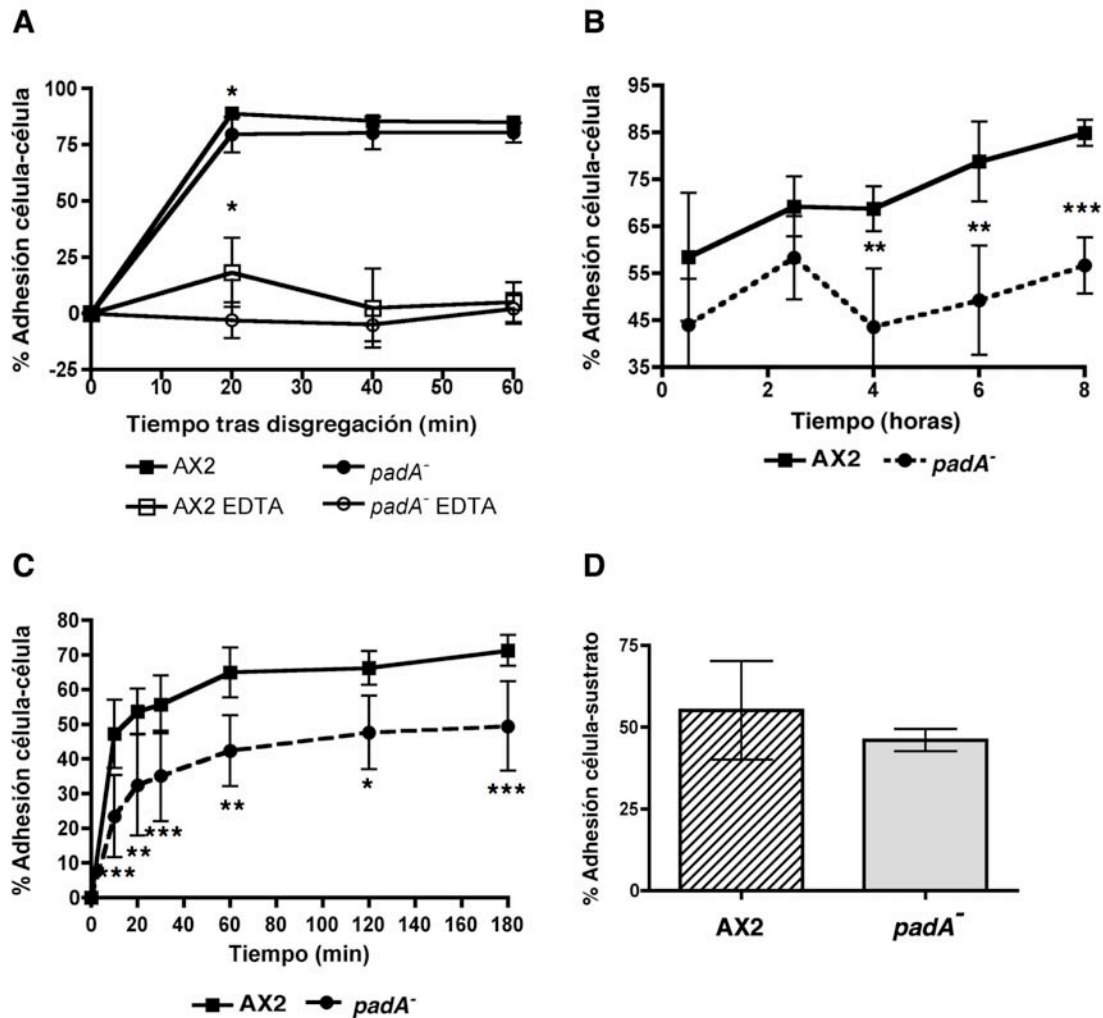 A
% Adhesión célula-célula
100
75
50
25
0
-25
*
*
0 10 20 30 40 50 60
Tiempo tras disgregación (min)
AX2 padA-
AX2 EDTA padA- EDTA
B
% Adhesión célula-célula
95
85
75
65
55
45
35
** ** ***
0 2 4 6 8
Tiempo (horas)
AX2 padA-
C
% Adhesión célula-célula
80
70
60
50
40
30
20
10
0
*** ** *** ** * ***
0 20 40 60 80 100 120 140 160 180
Tiempo (min)
AX2 padA-
D
% Adhesión célula-sustrato
75
50
25
0
AX2 padA-